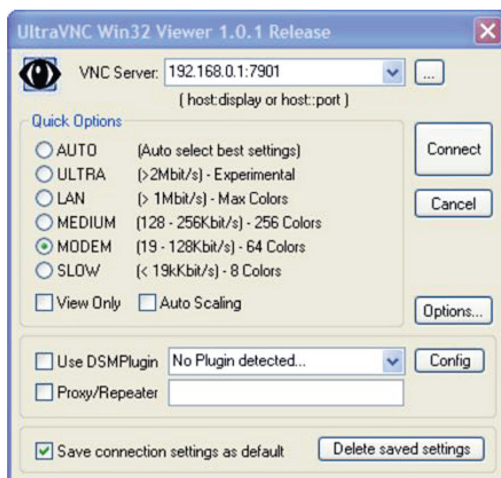 UltraVNC Win32 Viewer 1.0.1 Release
VNC Server: 192.168.0.1:7901 ...
( host:display or host::port )
Quick Options
AUTO (Auto select best settings)
ULTRA (>2Mbit/s) - Experimental
LAN (> 1Mbit/s) - Max Colors
MEDIUM (128 - 256Kbit/s) - 256 Colors
MODEM (19 - 128Kbit/s) - 64 Colors
SLOW (< 19kKbit/s) - 8 Colors
View Only Auto Scaling
Connect
Cancel
Options...
Use DSMPlugin No Plugin detected... Config
Proxy/Repeater
Save connection settings as default Delete saved settings